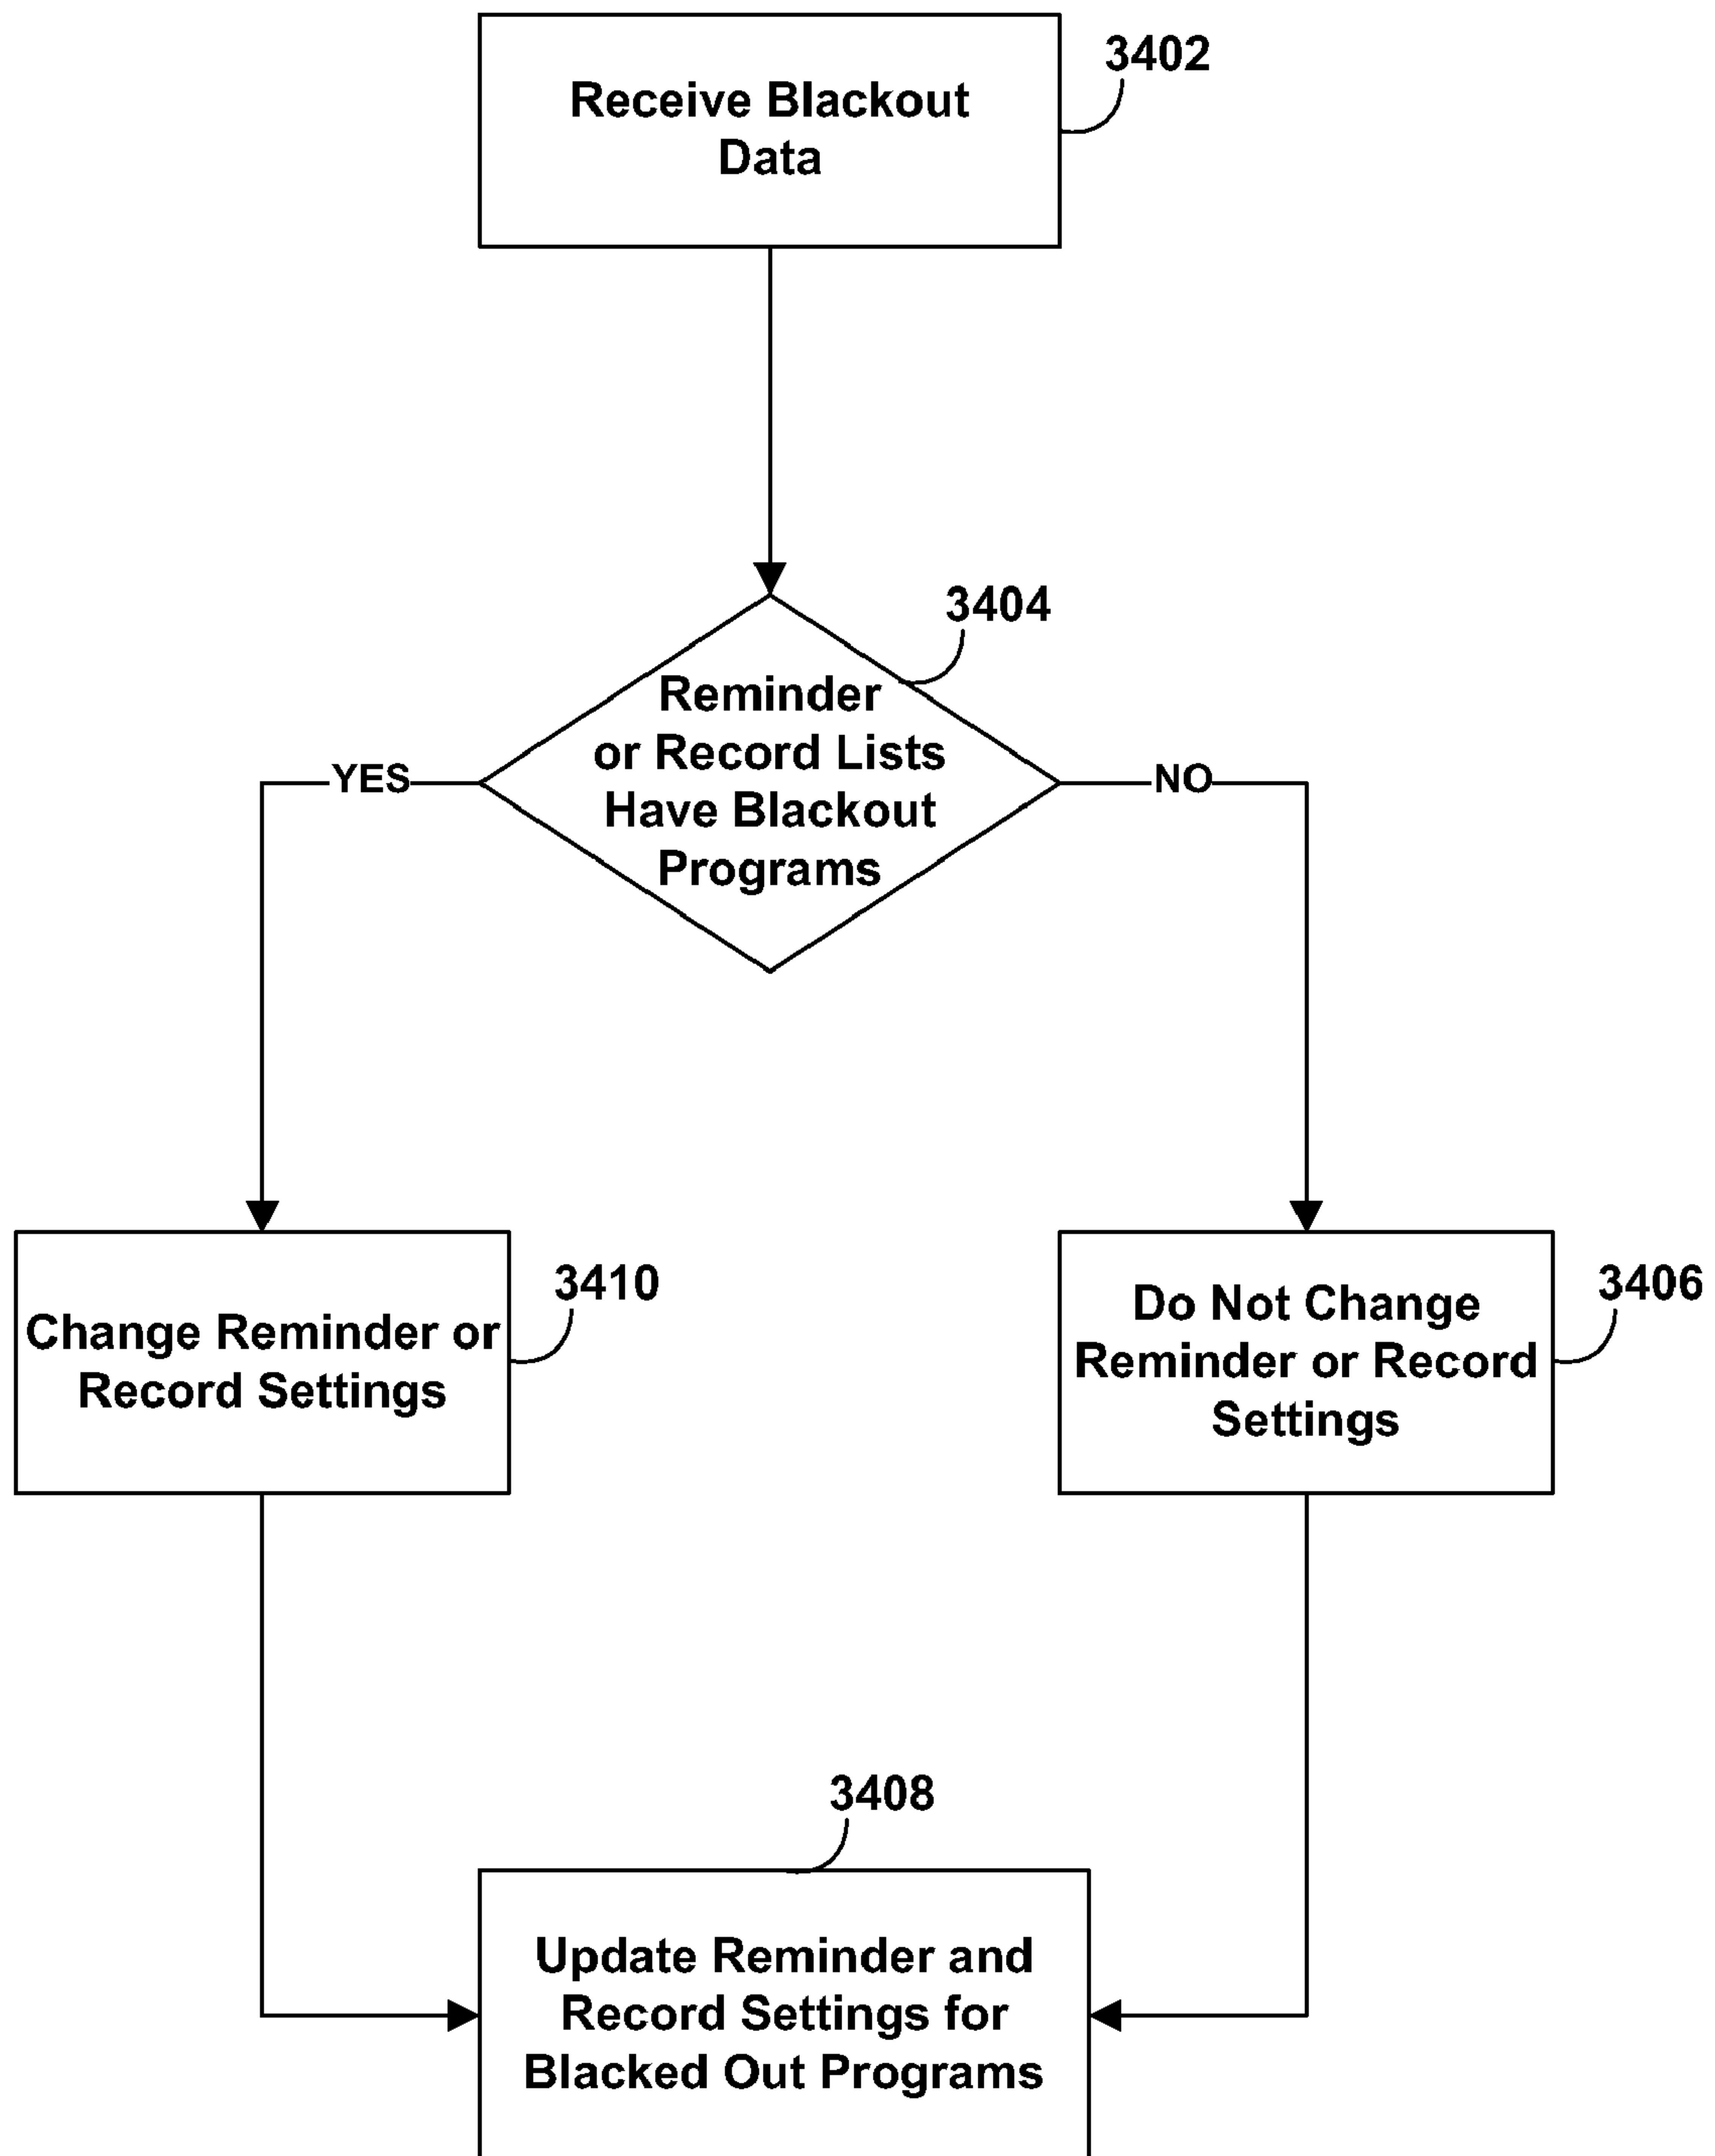 3402
Receive Blackout
Data
3404
Reminder
or Record Lists
Have Blackout
Programs
YES
NO
3410
Change Reminder or
Record Settings
3406
Do Not Change
Reminder or Record
Settings
3408
Update Reminder and
Record Settings for
Blacked Out Programs